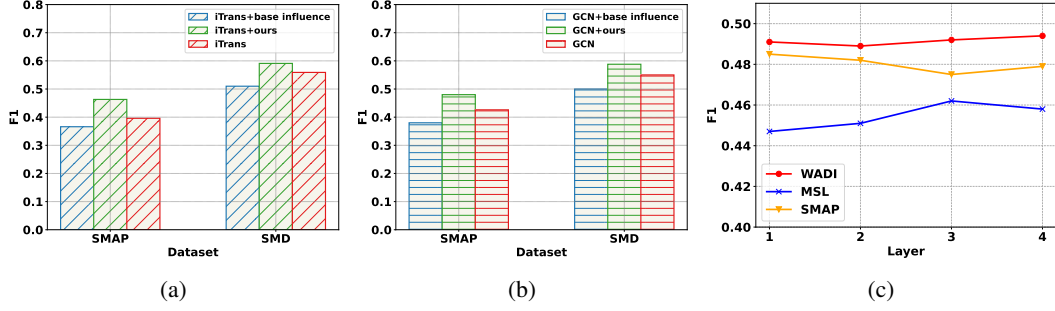 0.8
0.7
0.6
0.5
0.4
0.3
0.2
0.1
0.0
F1
iTrans+base influence
iTrans+ours
iTrans
SMAP
SMD
Dataset
(a)
0.8
0.7
0.6
0.5
0.4
0.3
0.2
0.1
0.0
F1
GCN+base influence
GCN+ours
GCN
SMAP
SMD
Dataset
(b)
0.50
0.48
0.46
0.44
0.42
0.40
F1
WADI
MSL
SMAP
1 2 3 4
Layer
(c)